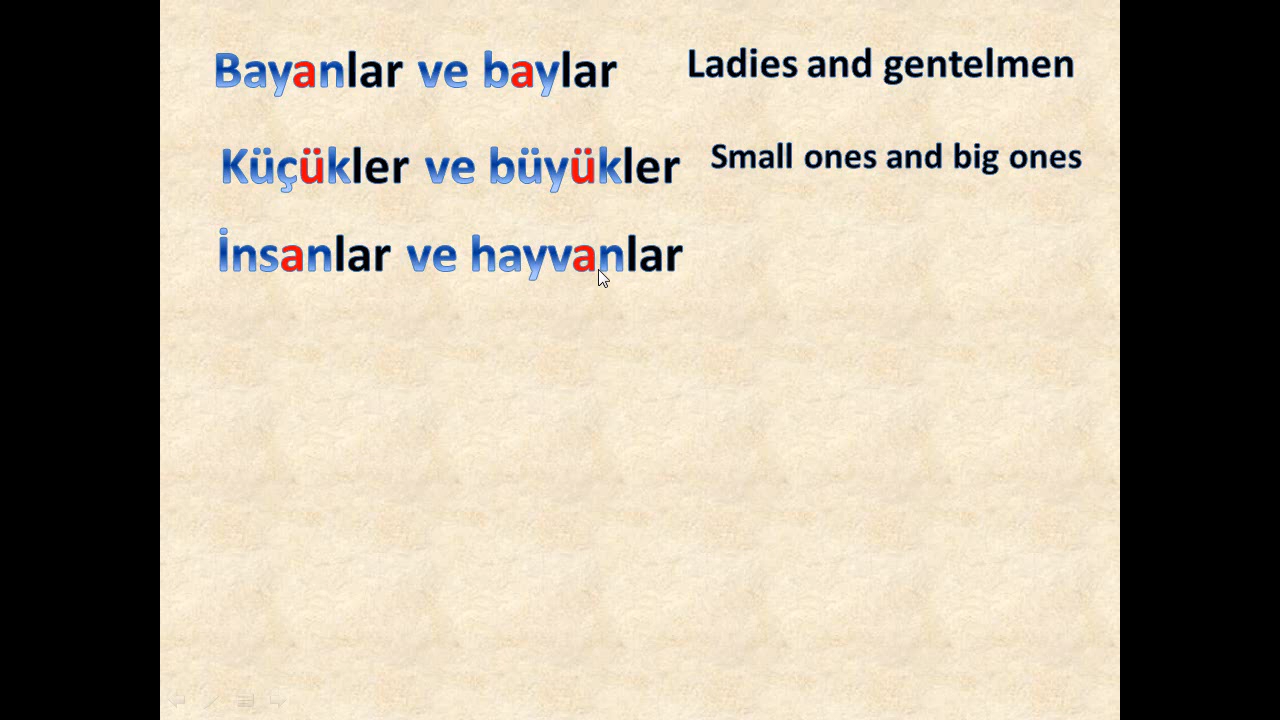 Bayanlar ve baylar Ladies and gentelmen
Küçükler ve büyükler Small ones and big ones
İnsanlar ve hayvanlar